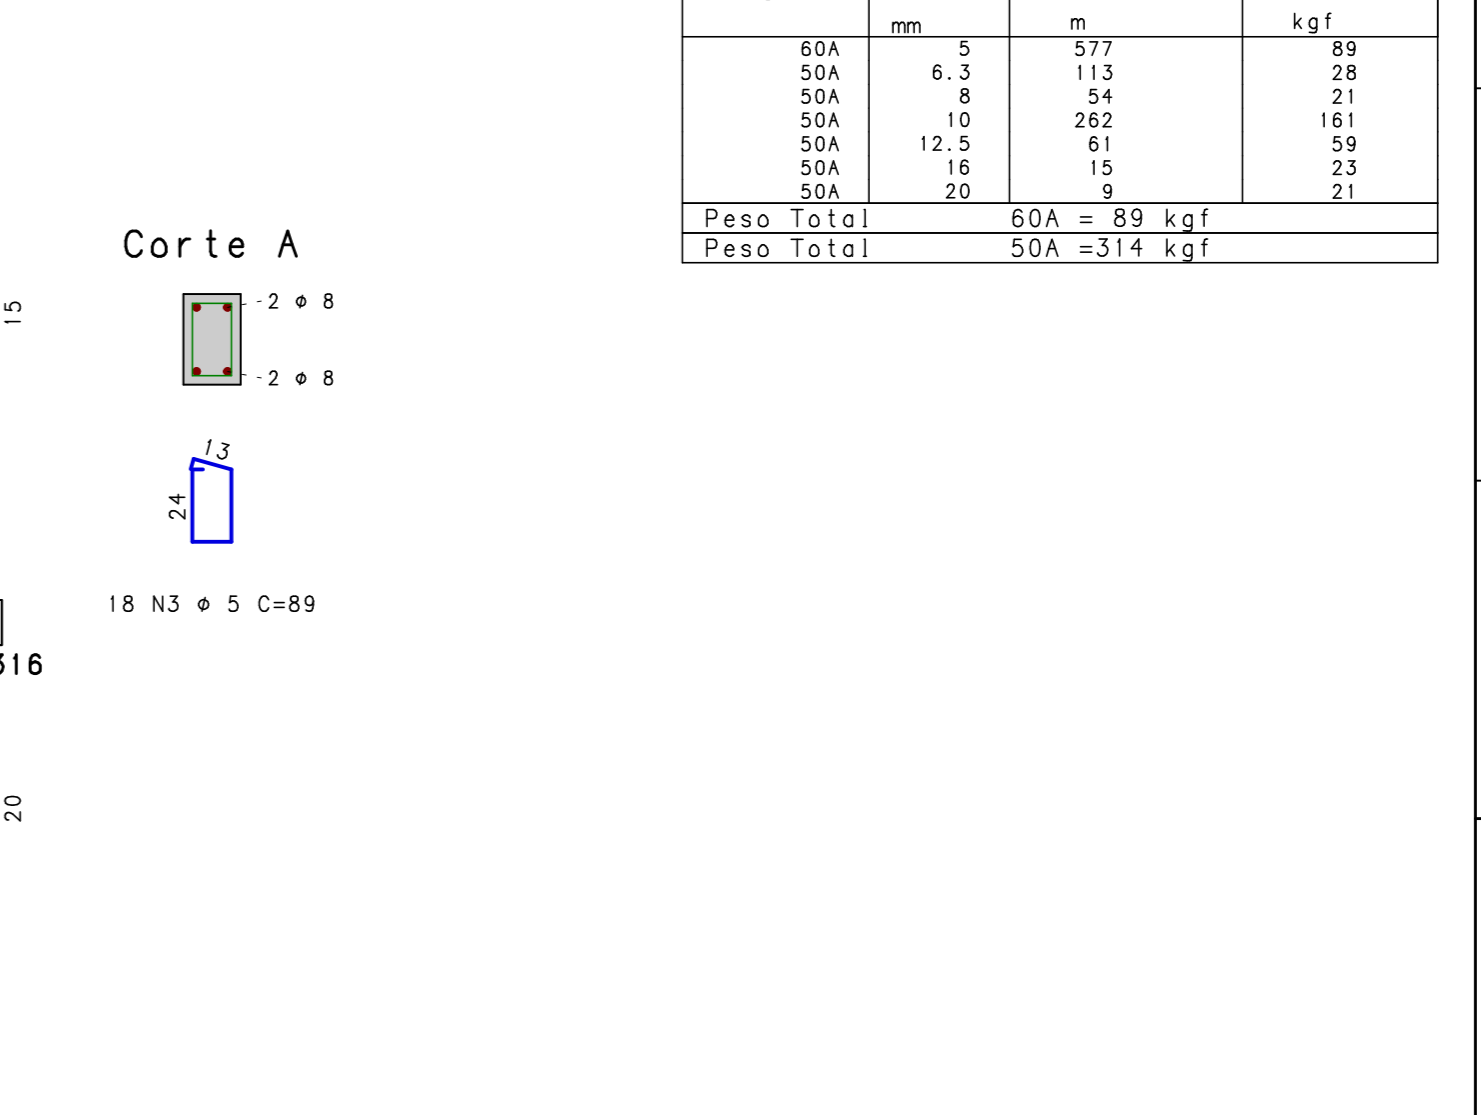 mm m kgf
60A 5 577 89
50A 6.3 113 28
50A 8 54 21
50A 10 262 161
50A 12.5 61 59
50A 16 15 23
50A 20 9 21
Peso Total 60A = 89 kgf
Peso Total 50A =314 kgf
Corte A
15
2 ϕ 8
2 ϕ 8
13
24
18 N3 ϕ 5 C=89
316
20